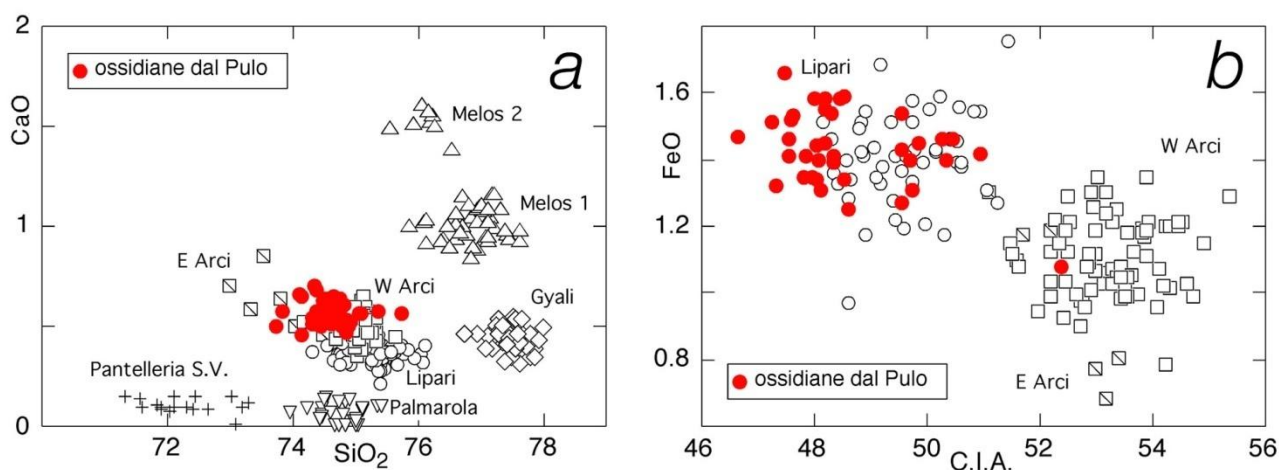 2
ossidiane dal Pulo
a
CaO
Melos 2
1
Melos 1
E Arci
W Arci
Gyali
Pantelleria S.V.
Lipari
Palmarola
0
72
74
76
78
SiO2
b
1.6
Lipari
W Arci
FeO
1.2
0.8
E Arci
ossidiane dal Pulo
46
48
50
52
54
56
C.I.A.